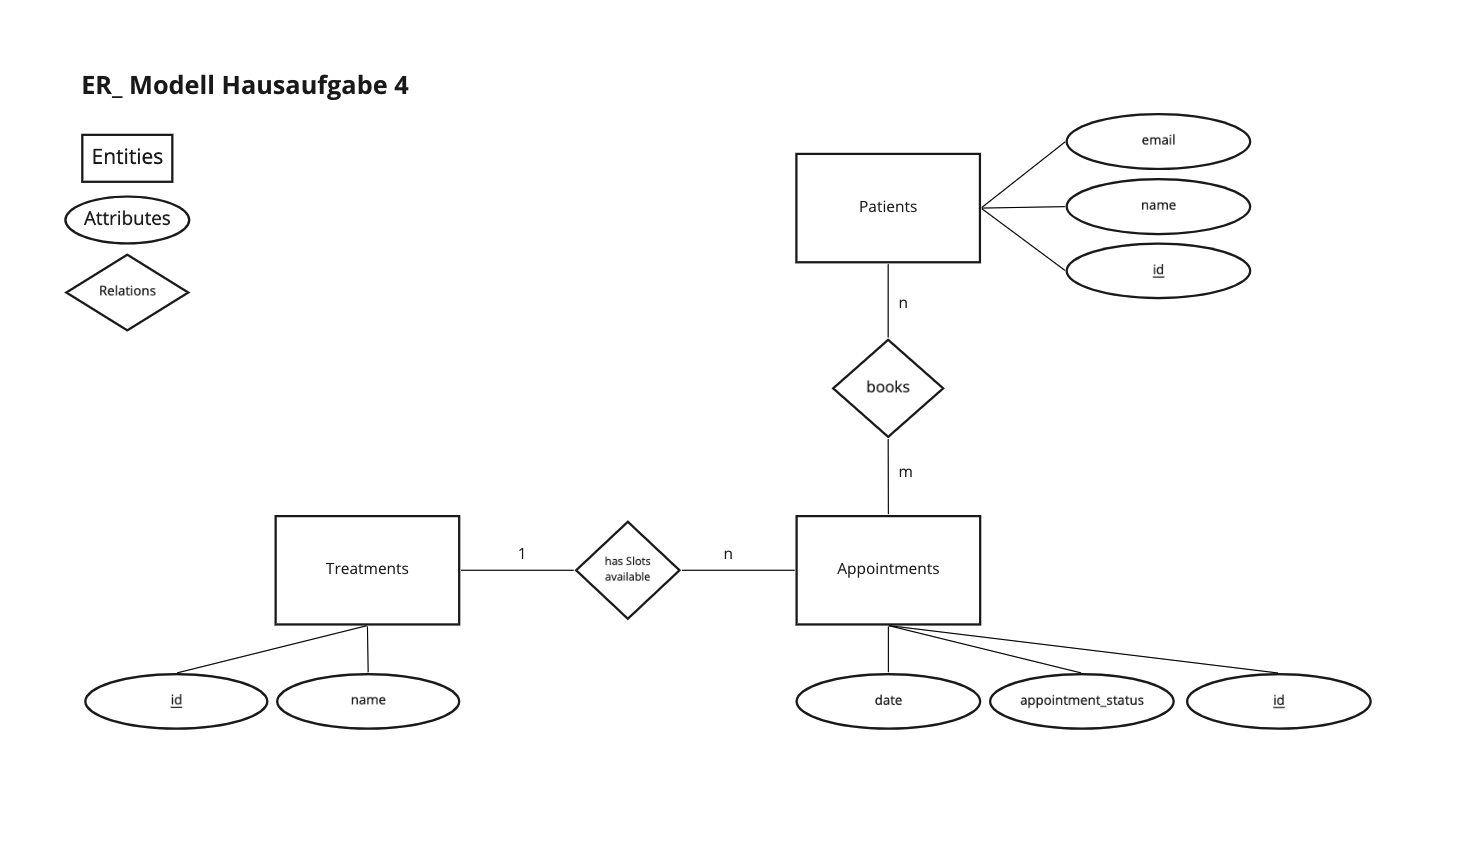 ER_ Modell Hausaufgabe 4
Entities
Attributes
Relations
Patients
email
name
id
n
books
m
Treatments
1
has Slots
available
n
Appointments
id
name
date
appointment_status
id